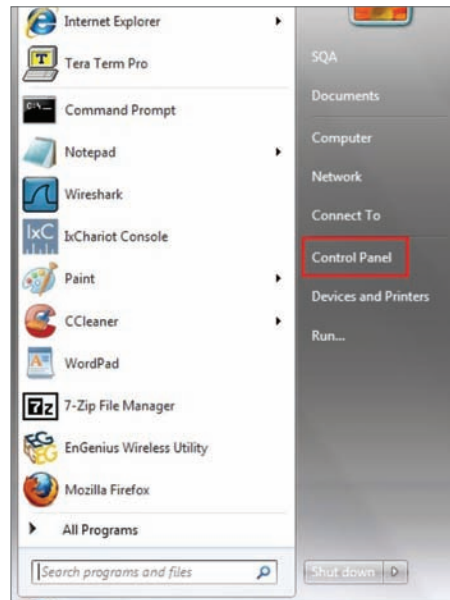 Internet Explorer
Tera Term Pro
Command Prompt
Notepad
Wireshark
IxChariot Console
Paint
CCleaner
WordPad
7-Zip File Manager
EnGenius Wireless Utility
Mozilla Firefox
All Programs
Search programs and files
SQA
Documents
Computer
Network
Connect To
Control Panel
Devices and Printers
Run...
Shut down